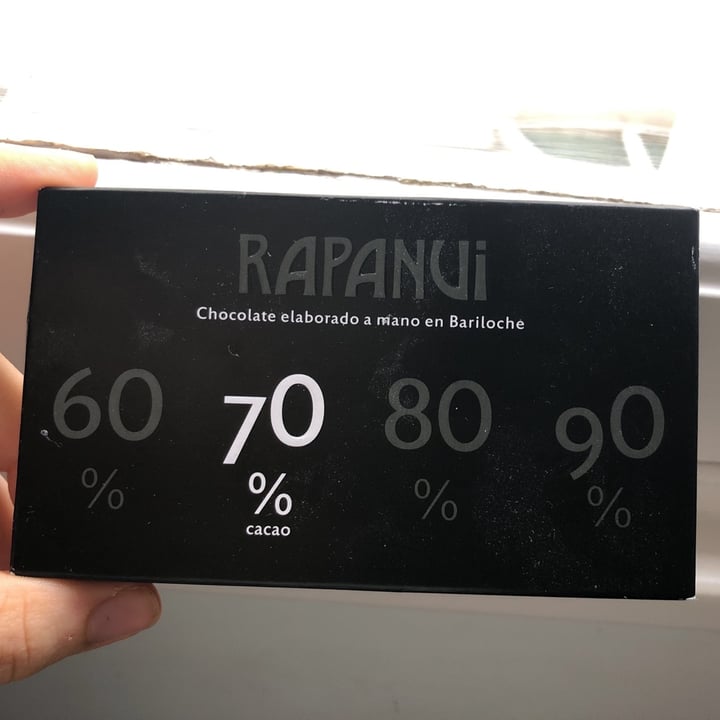 RAPANUi
Chocolate elaborado a mano en Bariloche
60 70 80 90
% % % %
cacao